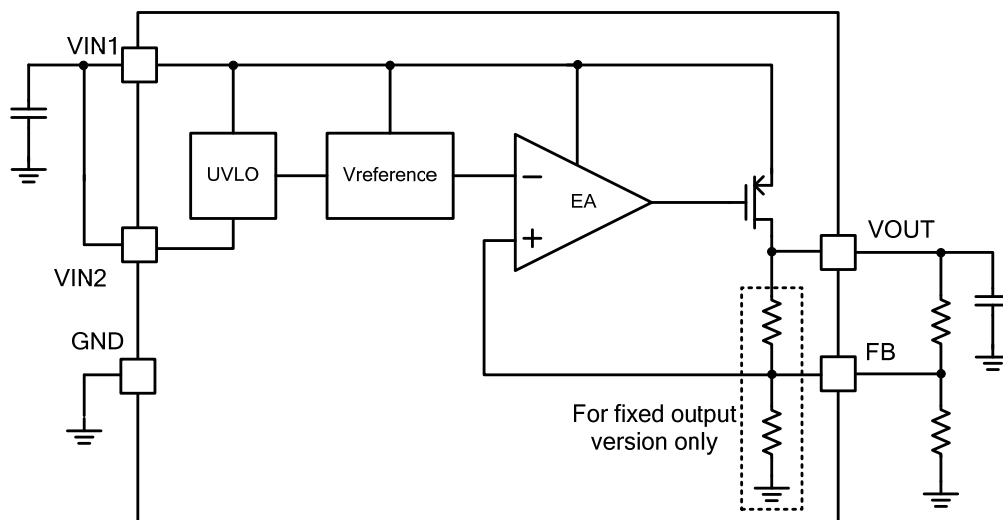 VIN1
UVLO
Vreference
EA
VOUT
VIN2
GND
FB
For fixed output
version only